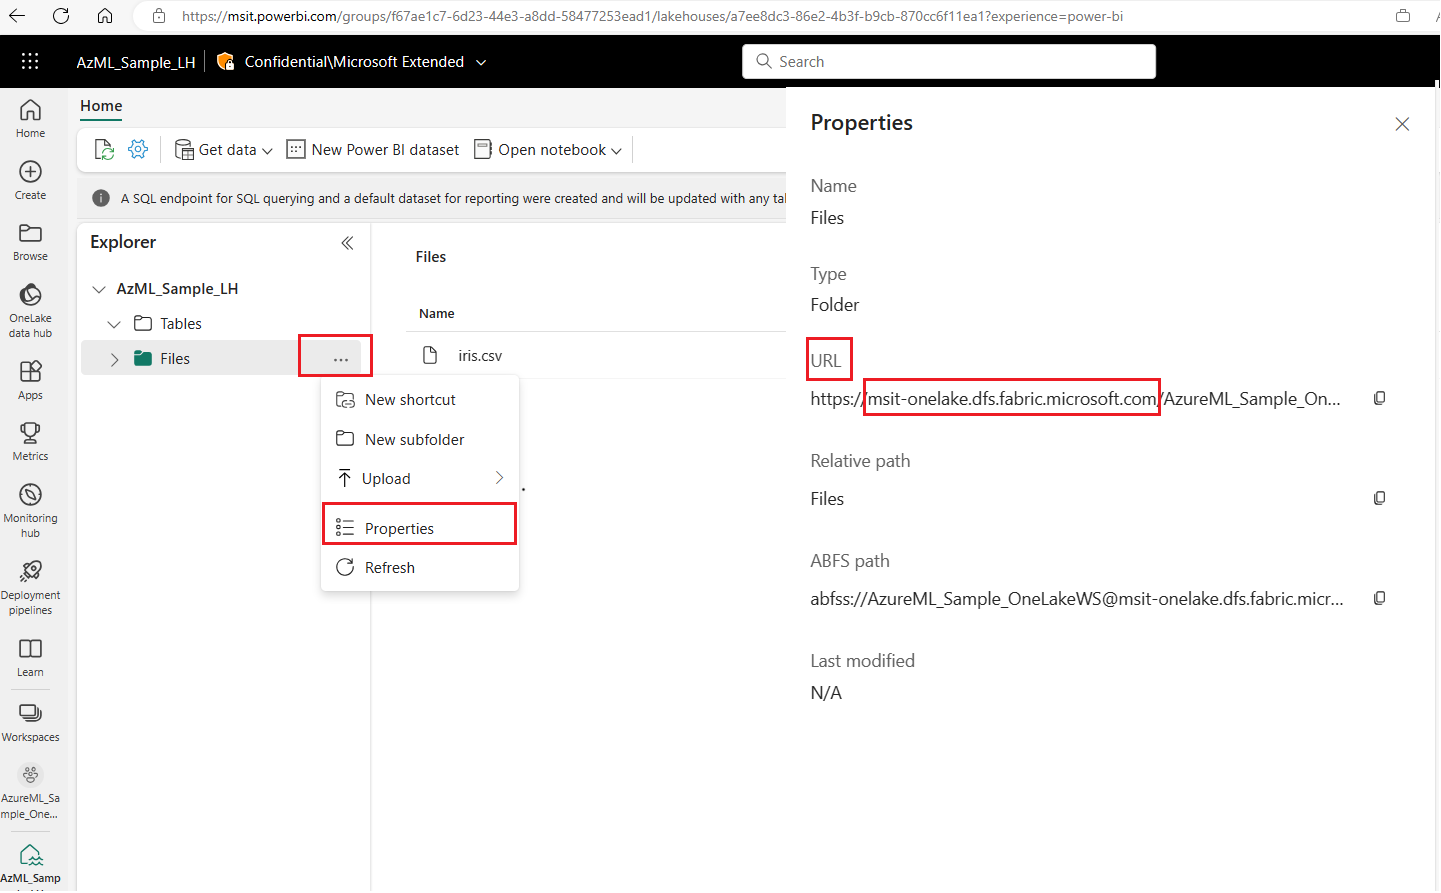 https://msit.powerbi.com/groups/f67ae1c7-6d23-44e3-a8dd-58477253ead1/lakehouses/a7ee8dc3-86e2-4b3f-b9cb-870cc6f11ea1?experience=power-bi
AzML_Sample_LH
Confidential\Microsoft Extended
Search
Home
Create
Browse
OneLake
data hub
Apps
Metrics
Monitoring
hub
Deployment
pipelines
Learn
Workspaces
AzureML_Sa
mple_One...
AzML_Samp
Home
Get data
New Power BI dataset
Open notebook
A SQL endpoint for SQL querying and a default dataset for reporting were created and will be updated with any tal
Explorer
AzML_Sample_LH
Tables
Files
...
New shortcut
New subfolder
Upload
Properties
Refresh
Files
Name
iris.csv
Properties
Name
Files
Type
Folder
URL
https://msit-onelake.dfs.fabric.microsoft.com/AzureML_Sample_On...
Relative path
Files
ABFS path
abfss://AzureML_Sample_OneLakeWS@msit-onelake.dfs.fabric.micr...
Last modified
N/A